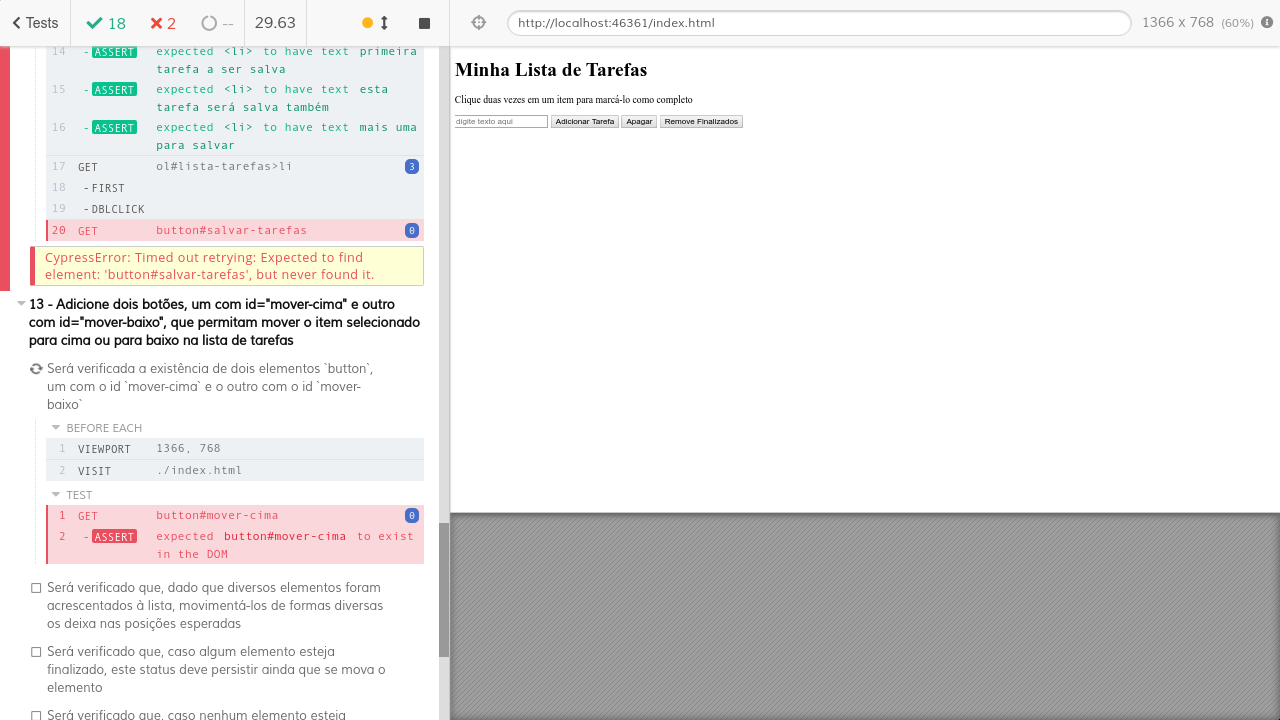 Tests
18
2
--
29.63
http://localhost:46361/index.html
1366 x 768 (60%)
14 - ASSERT expected <li> to have text primeira
tarefa a ser salva
15 - ASSERT expected <li> to have text esta
tarefa será salva também
16 - ASSERT expected <li> to have text mais uma
para salvar
17 GET ol#lista-tarefas>li 3
18 - FIRST
19 - DBLCLICK
20 GET button#salvar-tarefas 0
CypressError: Timed out retrying: Expected to find
element: 'button#salvar-tarefas', but never found it.
13 - Adicione dois botões, um com id="mover-cima" e outro
com id="mover-baixo", que permitam mover o item selecionado
para cima ou para baixo na lista de tarefas
Será verificada a existência de dois elementos `button`,
um com o id `mover-cima` e o outro com o id `mover-
baixo`
BEFORE EACH
1 VIEWPORT 1366, 768
2 VISIT ./index.html
TEST
1 GET button#mover-cima 0
2 - ASSERT expected button#mover-cima to exist
in the DOM
Será verificado que, dado que diversos elementos foram
acrescentados à lista, movimentá-los de formas diversas
os deixa nas posições esperadas
Será verificado que, caso algum elemento esteja
finalizado, este status deve persistir ainda que se mova o
elemento
Será verificado que, caso nenhum elemento esteja
Minha Lista de Tarefas
Clique duas vezes em um item para marcá-lo como completo
digite texto aqui Adicionar Tarefa Apagar Remove Finalizados